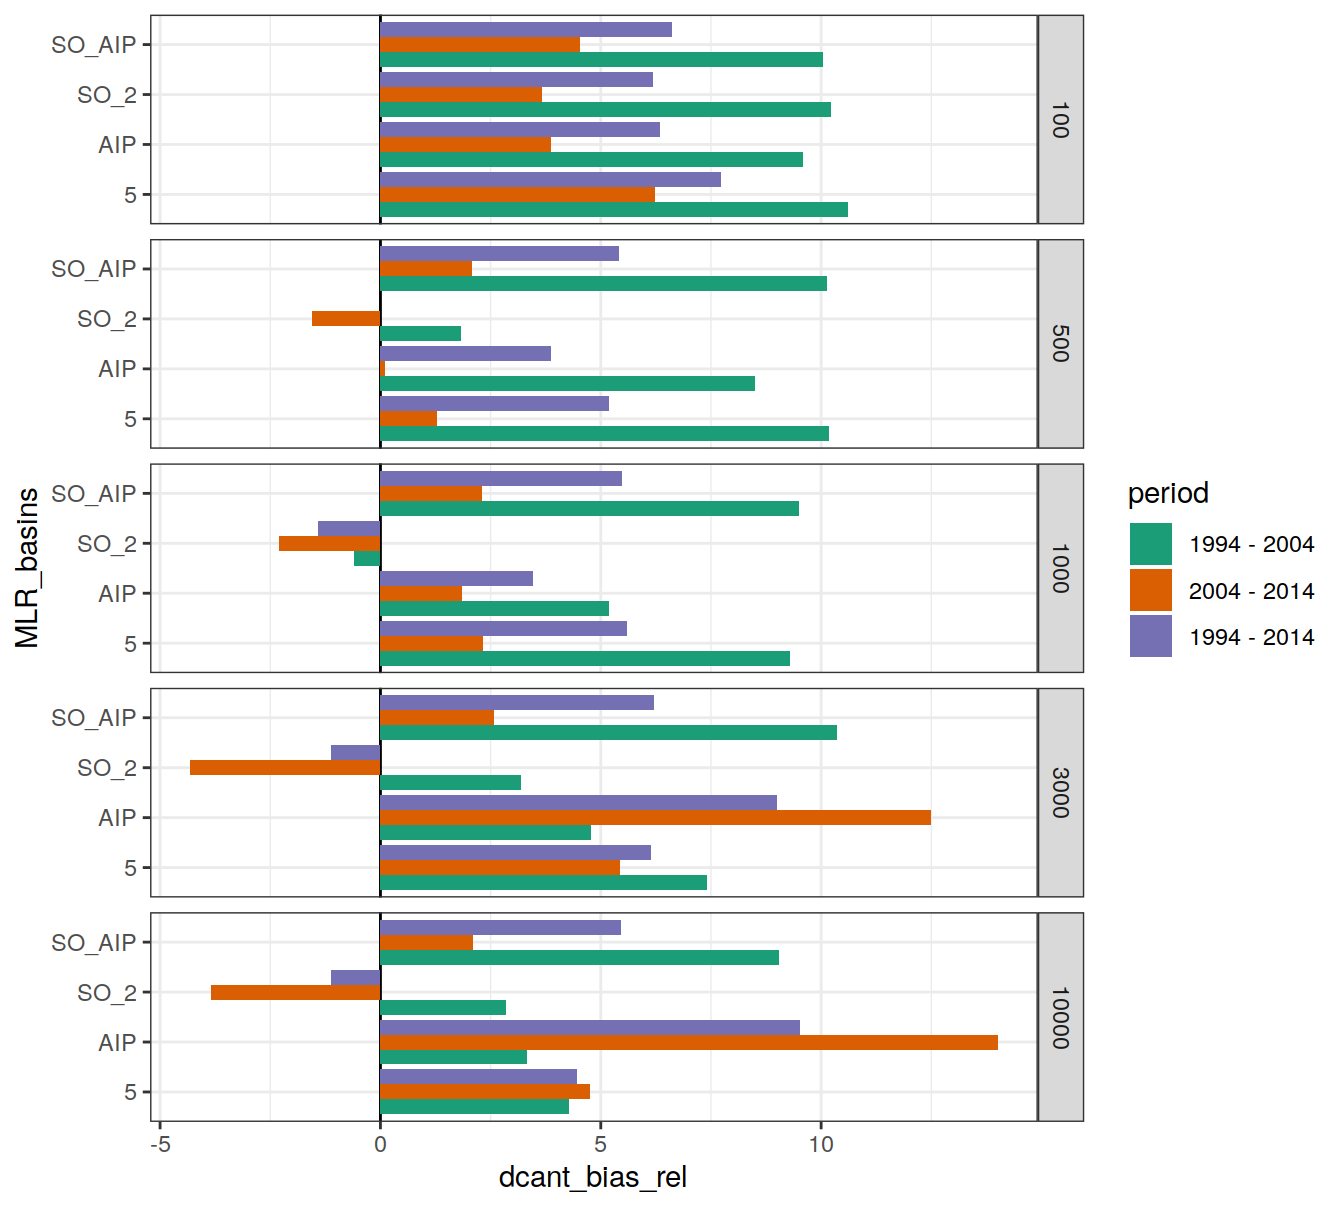 SO_AIP
SO_2
AIP
5
100
SO_AIP
SO_2
AIP
5
500
SO_AIP
SO_2
AIP
5
1000
SO_AIP
SO_2
AIP
5
3000
SO_AIP
SO_2
AIP
5
10000
-5 0 5 10
dcant_bias_rel
MLR_basins
period
1994 - 2004
2004 - 2014
1994 - 2014